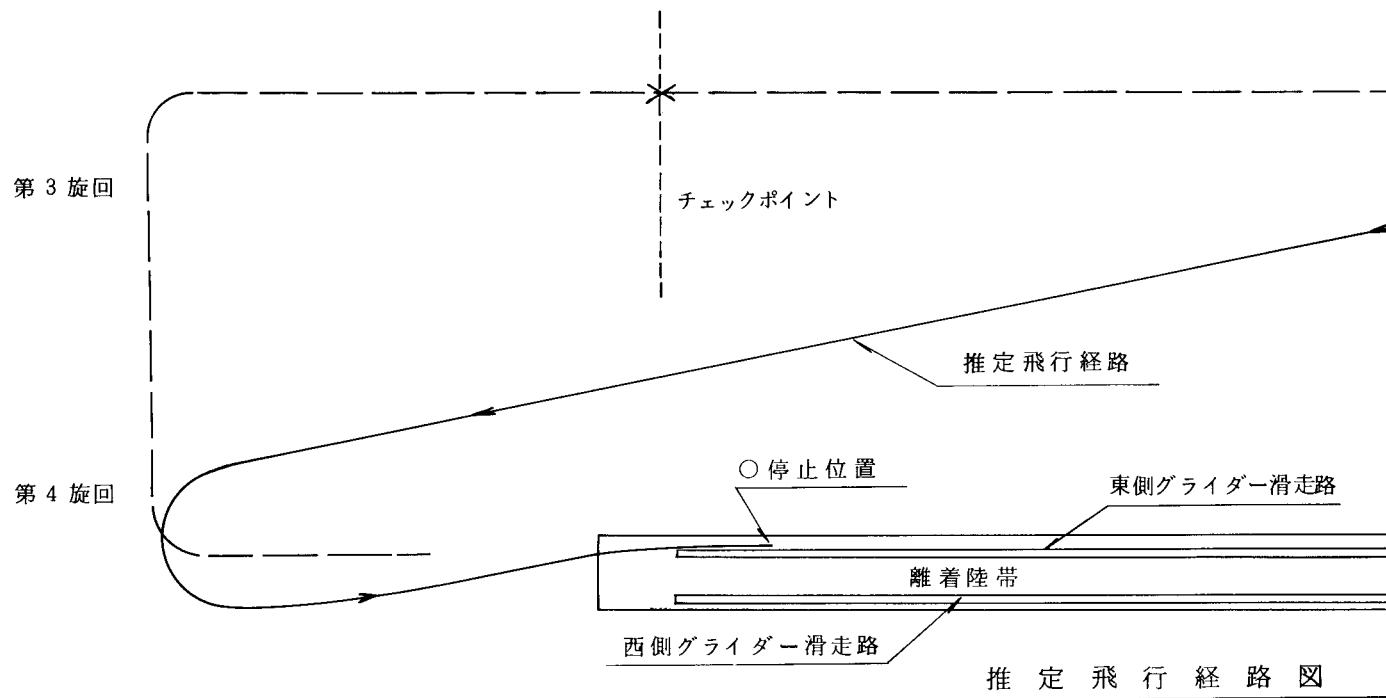 第3旋回
チェックポイント
推定飛行経路
第4旋回
○停止位置
東側グライダー滑走路
離着陸帯
西側グライダー滑走路
推定飛行経路図